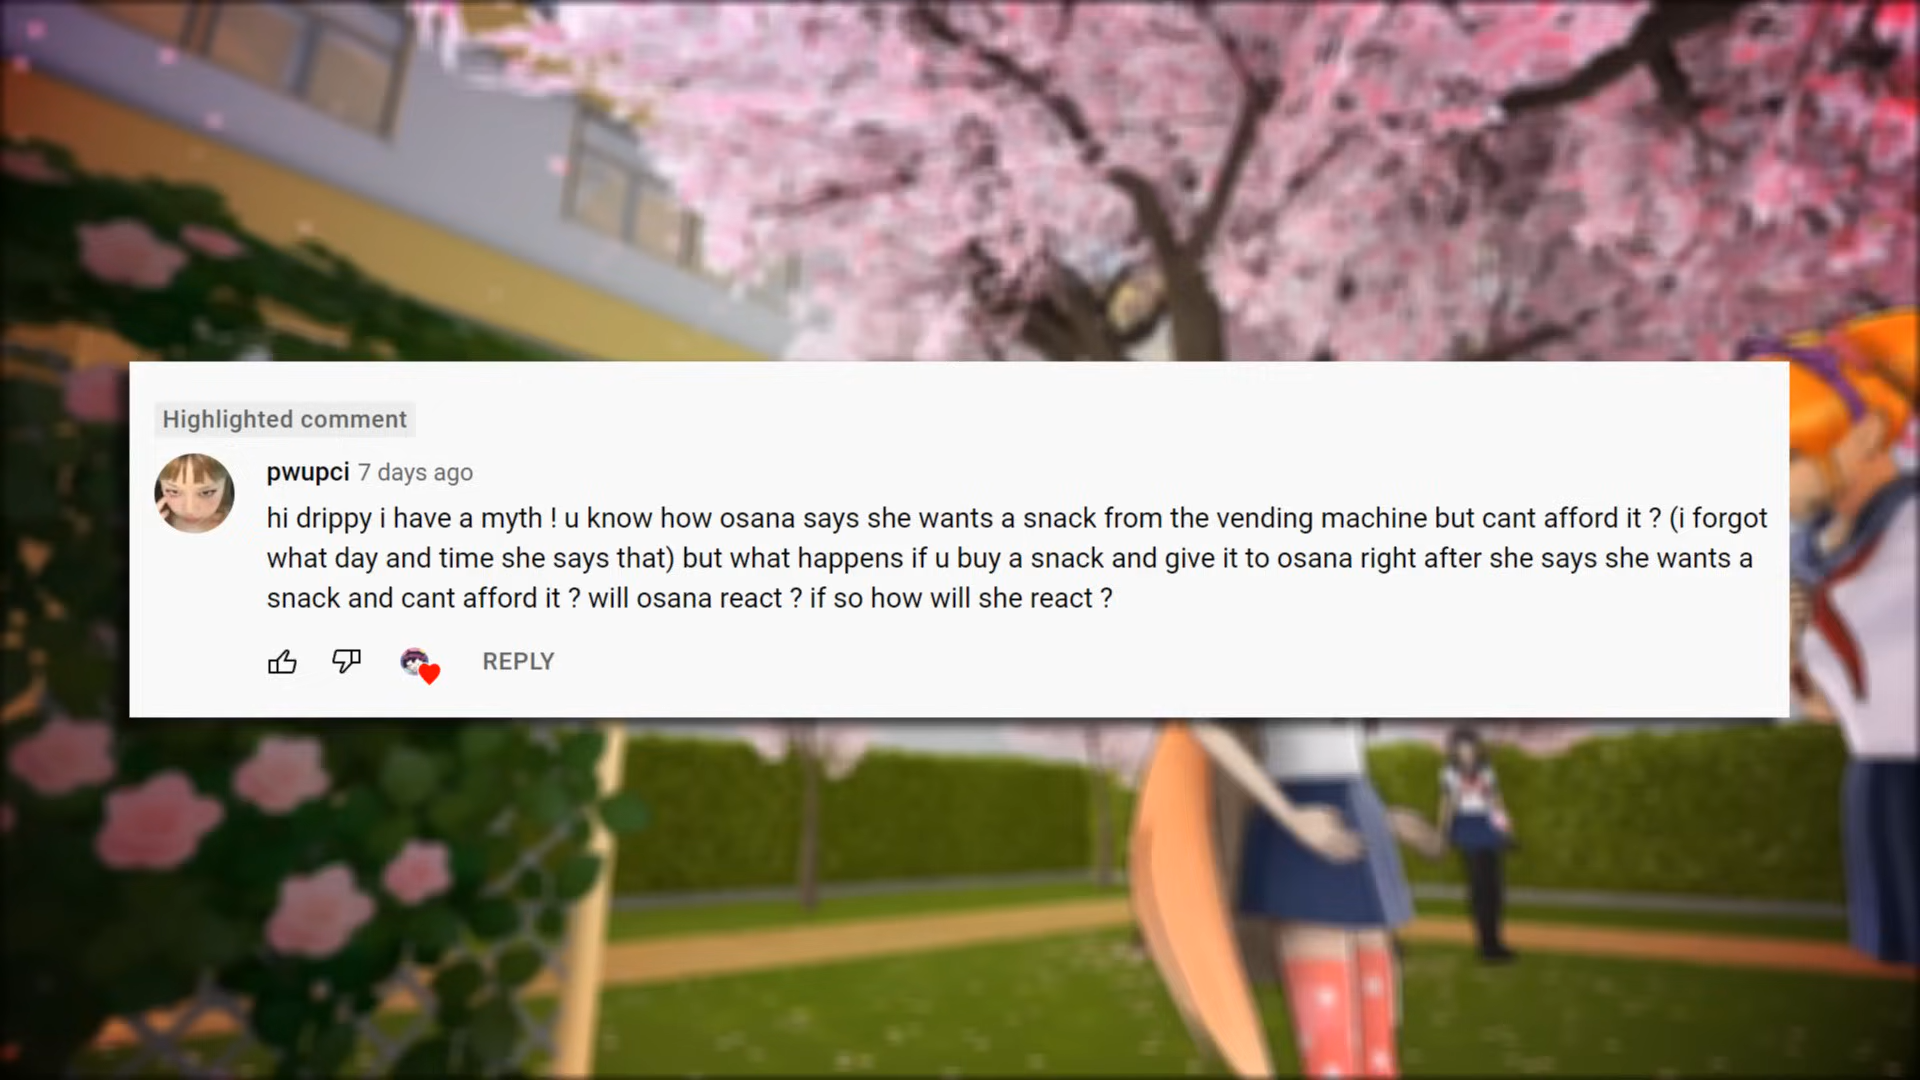 Highlighted comment
pwupci 7 days ago
hi drippy i have a myth ! u know how osana says she wants a snack from the vending machine but cant afford it ? (i forgot
what day and time she says that) but what happens if u buy a snack and give it to osana right after she says she wants a
snack and cant afford it ? will osana react ? if so how will she react ?
REPLY